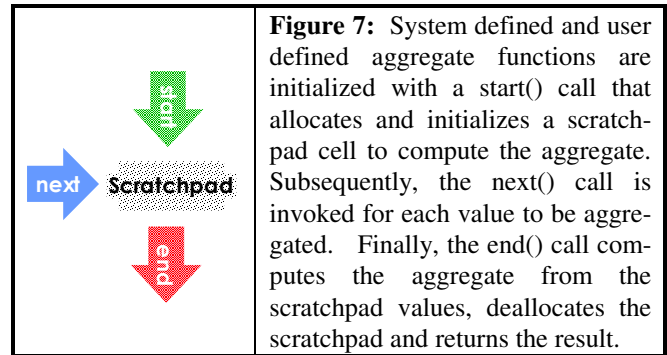 start
next
Scratchpad
end
Figure 7: System defined and user
defined aggregate functions are
initialized with a start() call that
allocates and initializes a scratch-
pad cell to compute the aggregate.
Subsequently, the next() call is
invoked for each value to be aggre-
gated. Finally, the end() call com-
putes the aggregate from the
scratchpad values, deallocates the
scratchpad and returns the result.